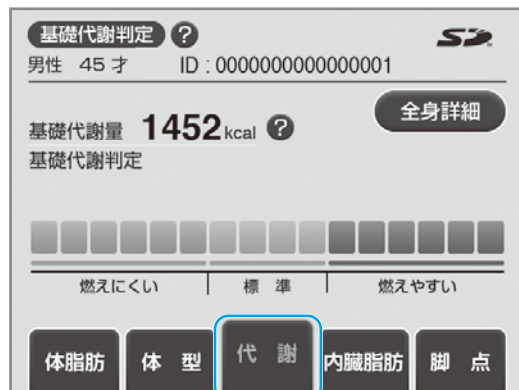 基礎代謝判定 ?
SD
男性 45才 ID:0000000000000001
全身詳細
基礎代謝量 1452kcal ?
基礎代謝判定
燃えにくい 標 準 燃えやすい
体脂肪 体 型 代 謝 内臓脂肪 脚 点